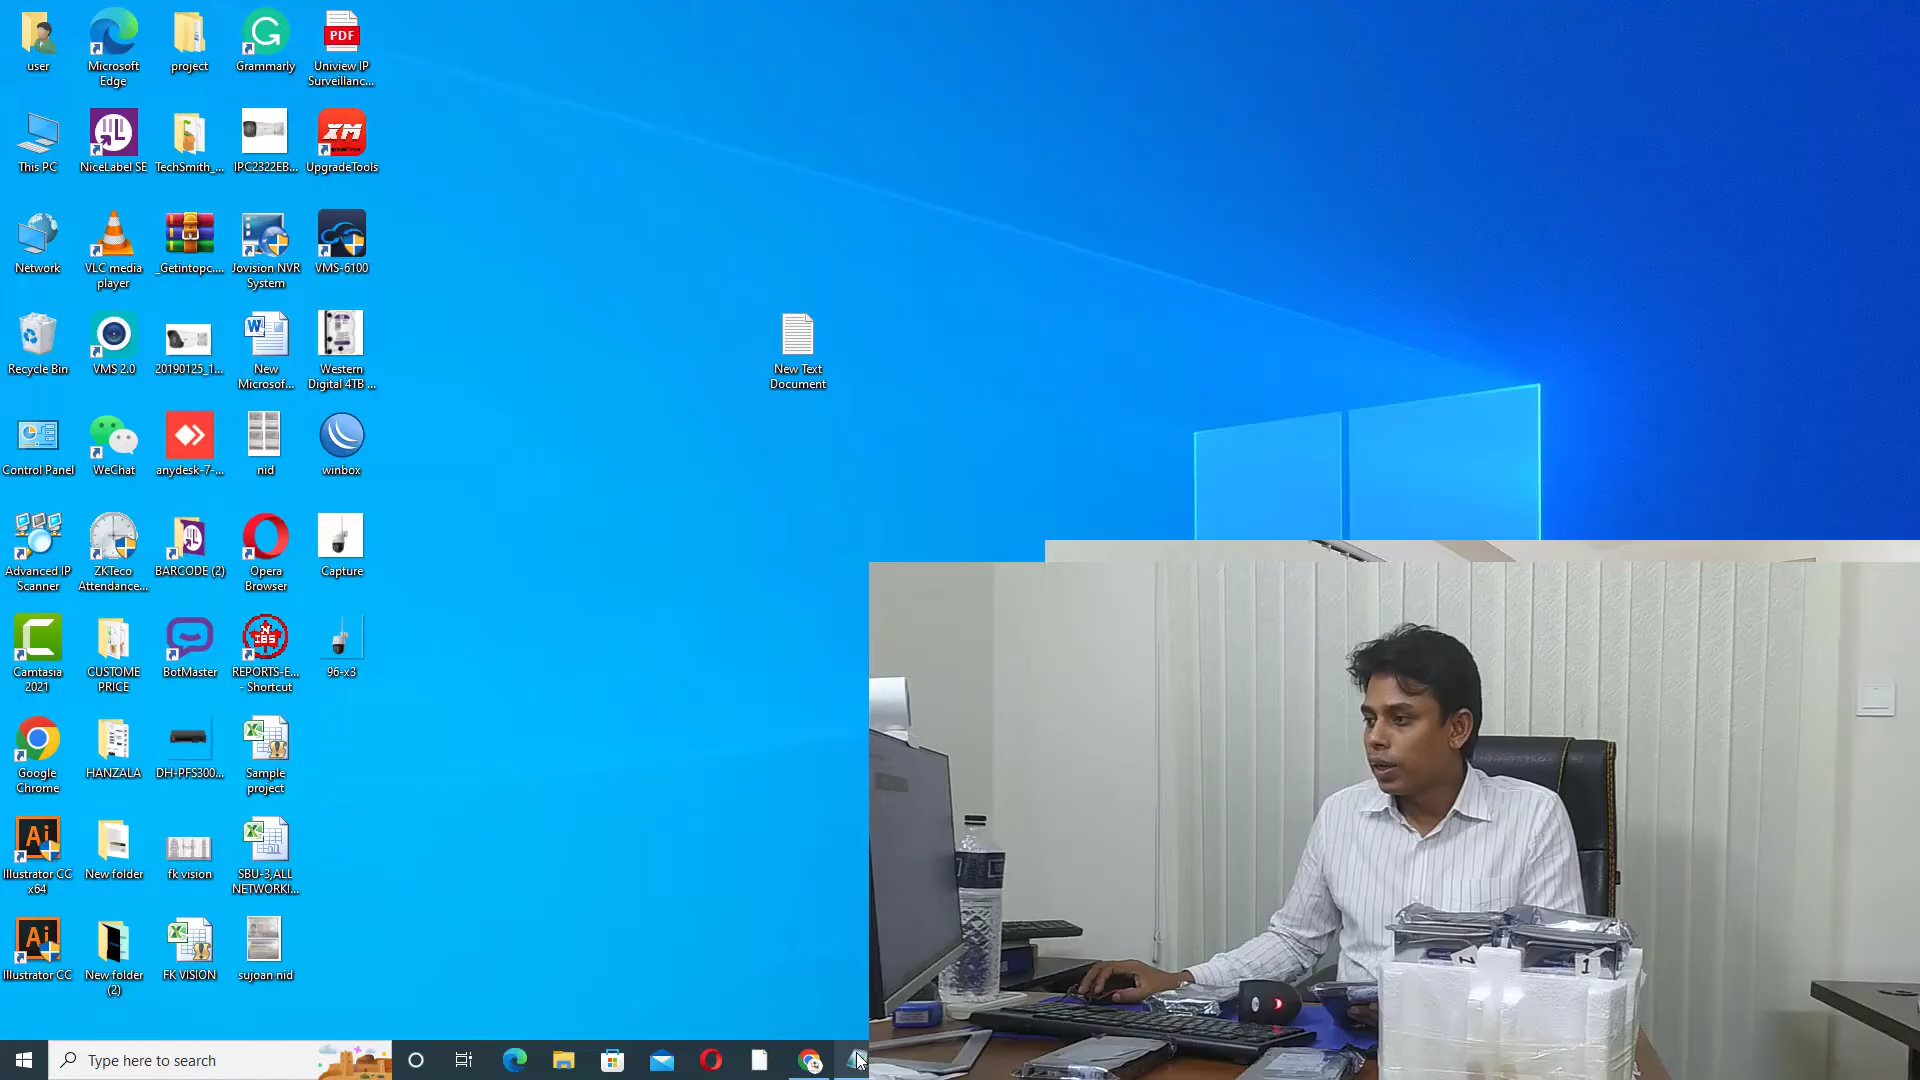 user
Microsoft
Edge
project
Grammarly
PDF
Uniview IP
Surveillanc...
This PC
NiceLabel SE
TechSmith_...
IPC2322EB...
XM
UpgradeTools
Network
VLC media
player
_Getintopc....
Jovision NVR
System
VMS-6100
Recycle Bin
VMS 2.0
20190125_1...
New
Microsof...
Western
Digital 4TB ...
New Text
Document
Control Panel
WeChat
anydesk-7-...
nid
winbox
Advanced IP
Scanner
ZKTeco
Attendance...
BARCODE (2)
Opera
Browser
Capture
Camtasia
2021
CUSTOME
PRICE
BotMaster
IBS
REPORTS-E...
- Shortcut
96-x3
Google
Chrome
HANZALA
DH-PFS300...
Sample
project
Ai
Illustrator CC
x64
New folder
fk vision
SBU-3,ALL
NETWORKI...
Ai
Illustrator CC
New folder
(2)
FK VISION
sujoan nid
1
Type here to search